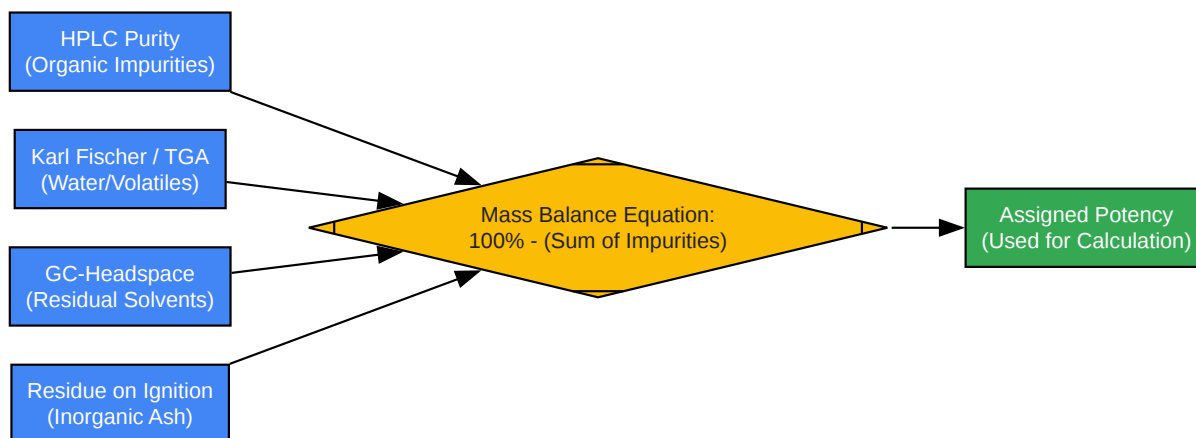 HPLC Purity
(Organic Impurities)
Karl Fischer / TGA
(Water/Volatiles)
GC-Headspace
(Residual Solvents)
Residue on Ignition
(Inorganic Ash)
Mass Balance Equation:
100% - (Sum of Impurities)
Assigned Potency
(Used for Calculation)